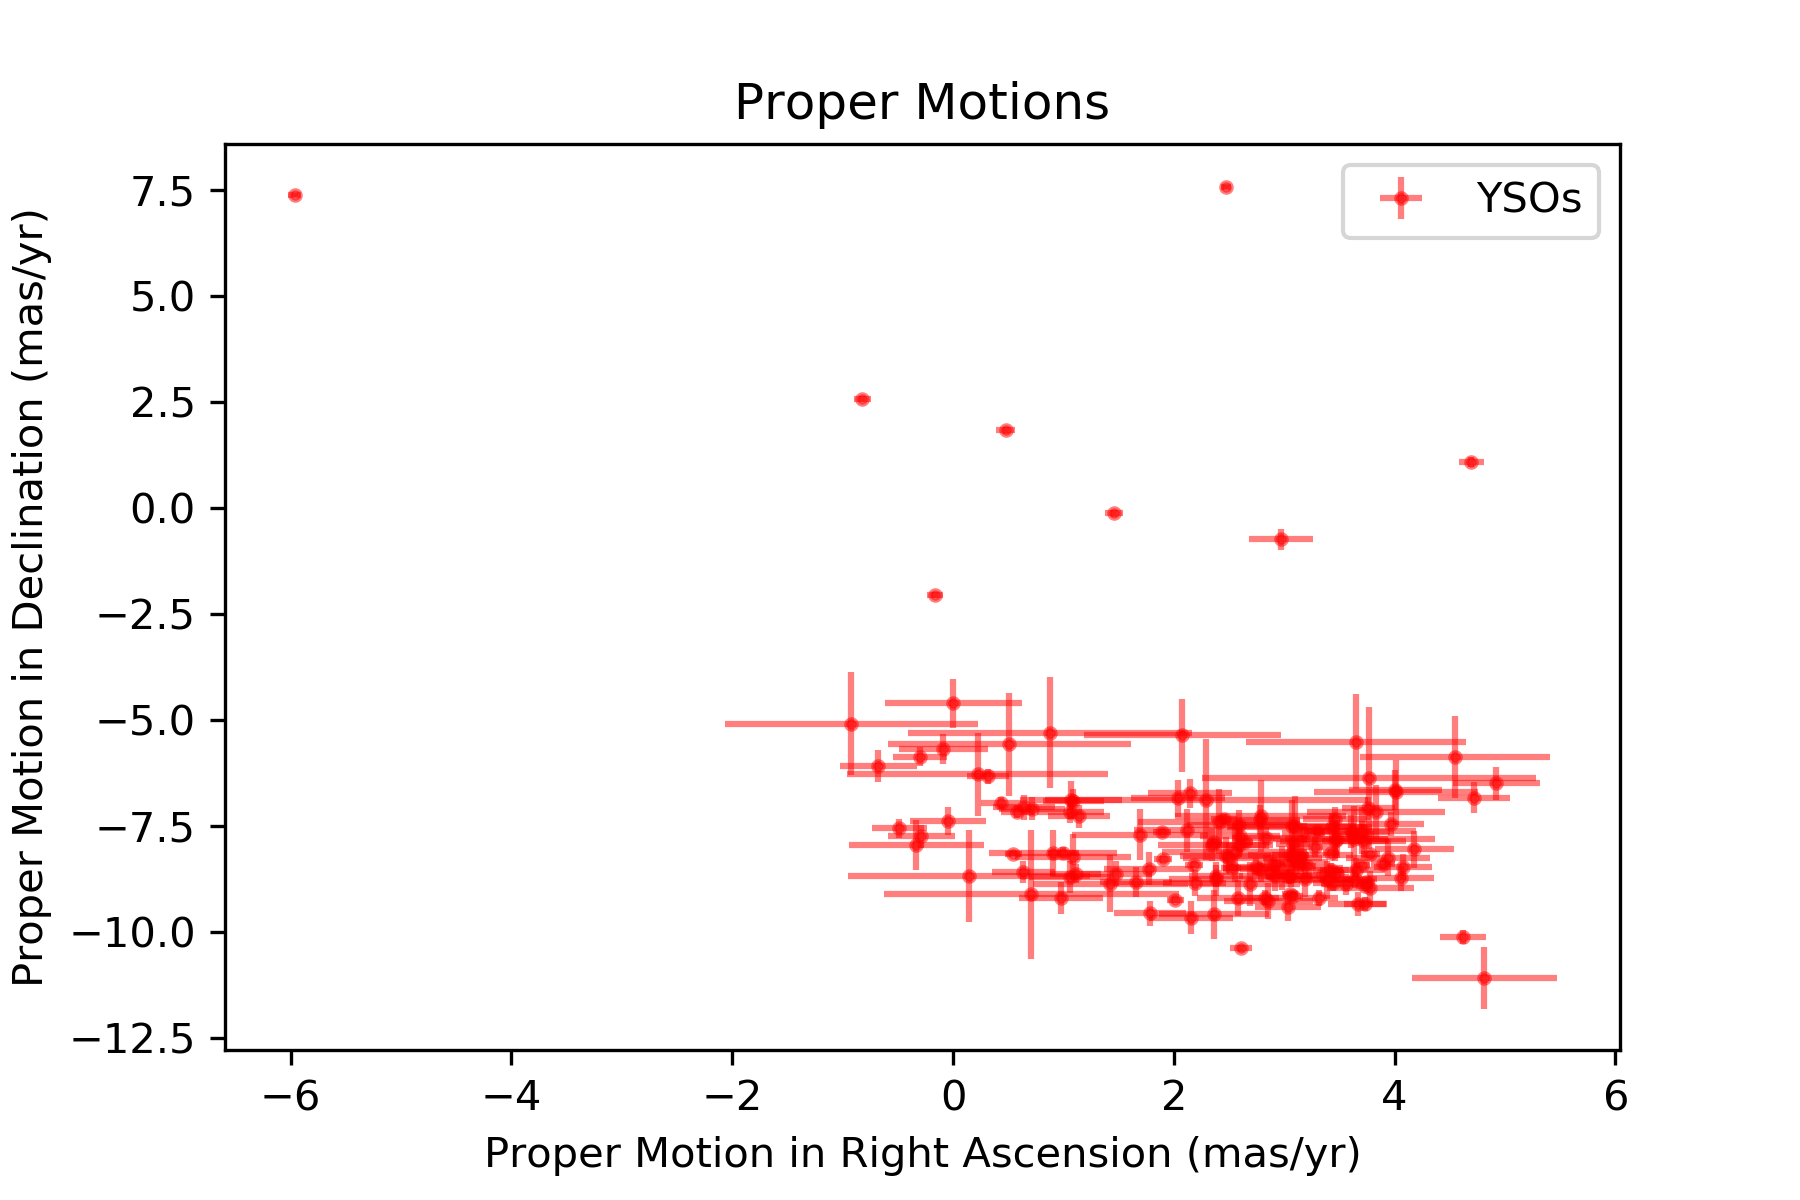 Proper Motions
YSOs
Proper Motion in Declination (mas/yr)
7.5
5.0
2.5
0.0
−2.5
−5.0
−7.5
−10.0
−12.5
−6 −4 −2 0 2 4 6
Proper Motion in Right Ascension (mas/yr)